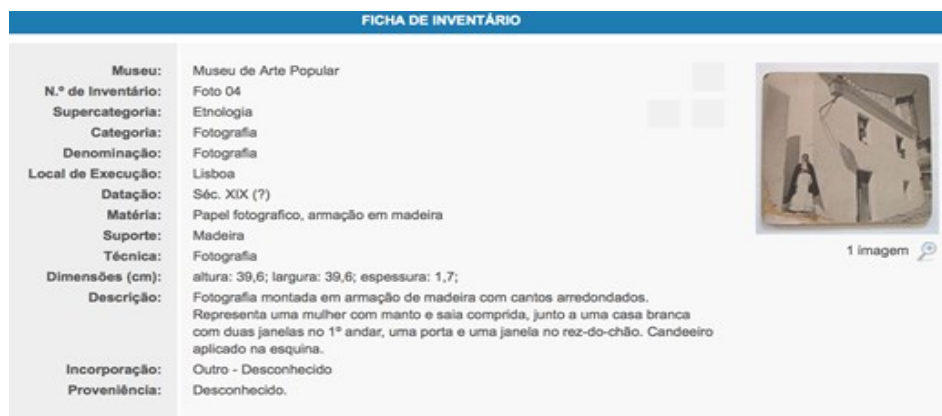 FICHA DE INVENTÁRIO
Museu: Museu de Arte Popular
N.º de Inventário: Foto 04
Supercategoria: Etnologia
Categoria: Fotografia
Denominação: Fotografia
Local de Execução: Lisboa
Datação: Séc. XIX (?)
Matéria: Papel fotografico, armação em madeira
Suporte: Madeira
Técnica: Fotografia
Dimensões (cm): altura: 39,6; largura: 39,6; espessura: 1,7;
Descrição: Fotografia montada em armação de madeira com cantos arredondados.
Representa uma mulher com manto e saia comprida, junto a uma casa branca
com duas janelas no 1º andar, uma porta e uma janela no rez-do-chão. Candeeiro
aplicado na esquina.
Incorporação: Outro - Desconhecido
Proveniência: Desconhecido.
1 imagem